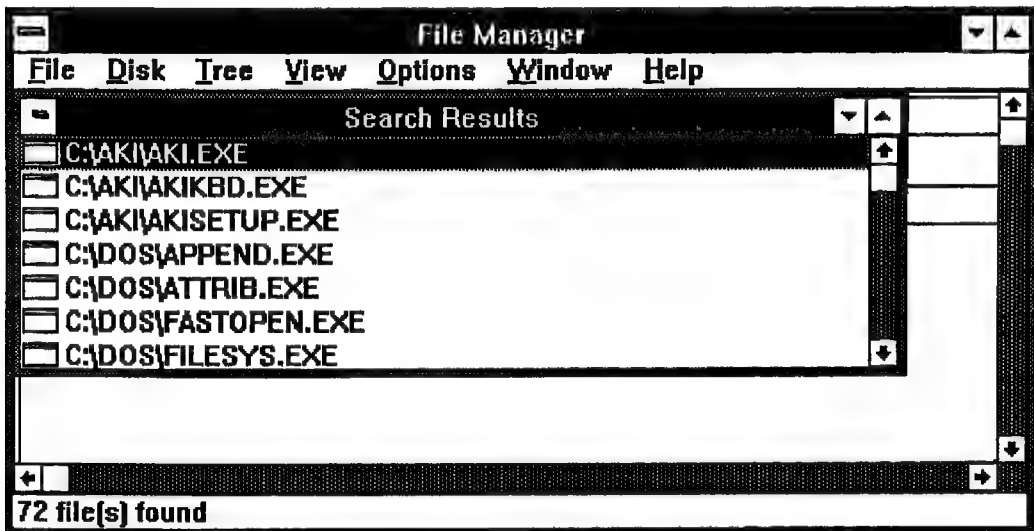 File Manager
File Disk Tree View Options Window Help
Search Results
C:\AKI\AKI.EXE
C:\AKI\AKIKBD.EXE
C:\AKI\AKISETUP.EXE
C:\DOS\APPEND.EXE
C:\DOS\ATTRIB.EXE
C:\DOS\FASTOPEN.EXE
C:\DOS\FILESYS.EXE
72 file(s) found